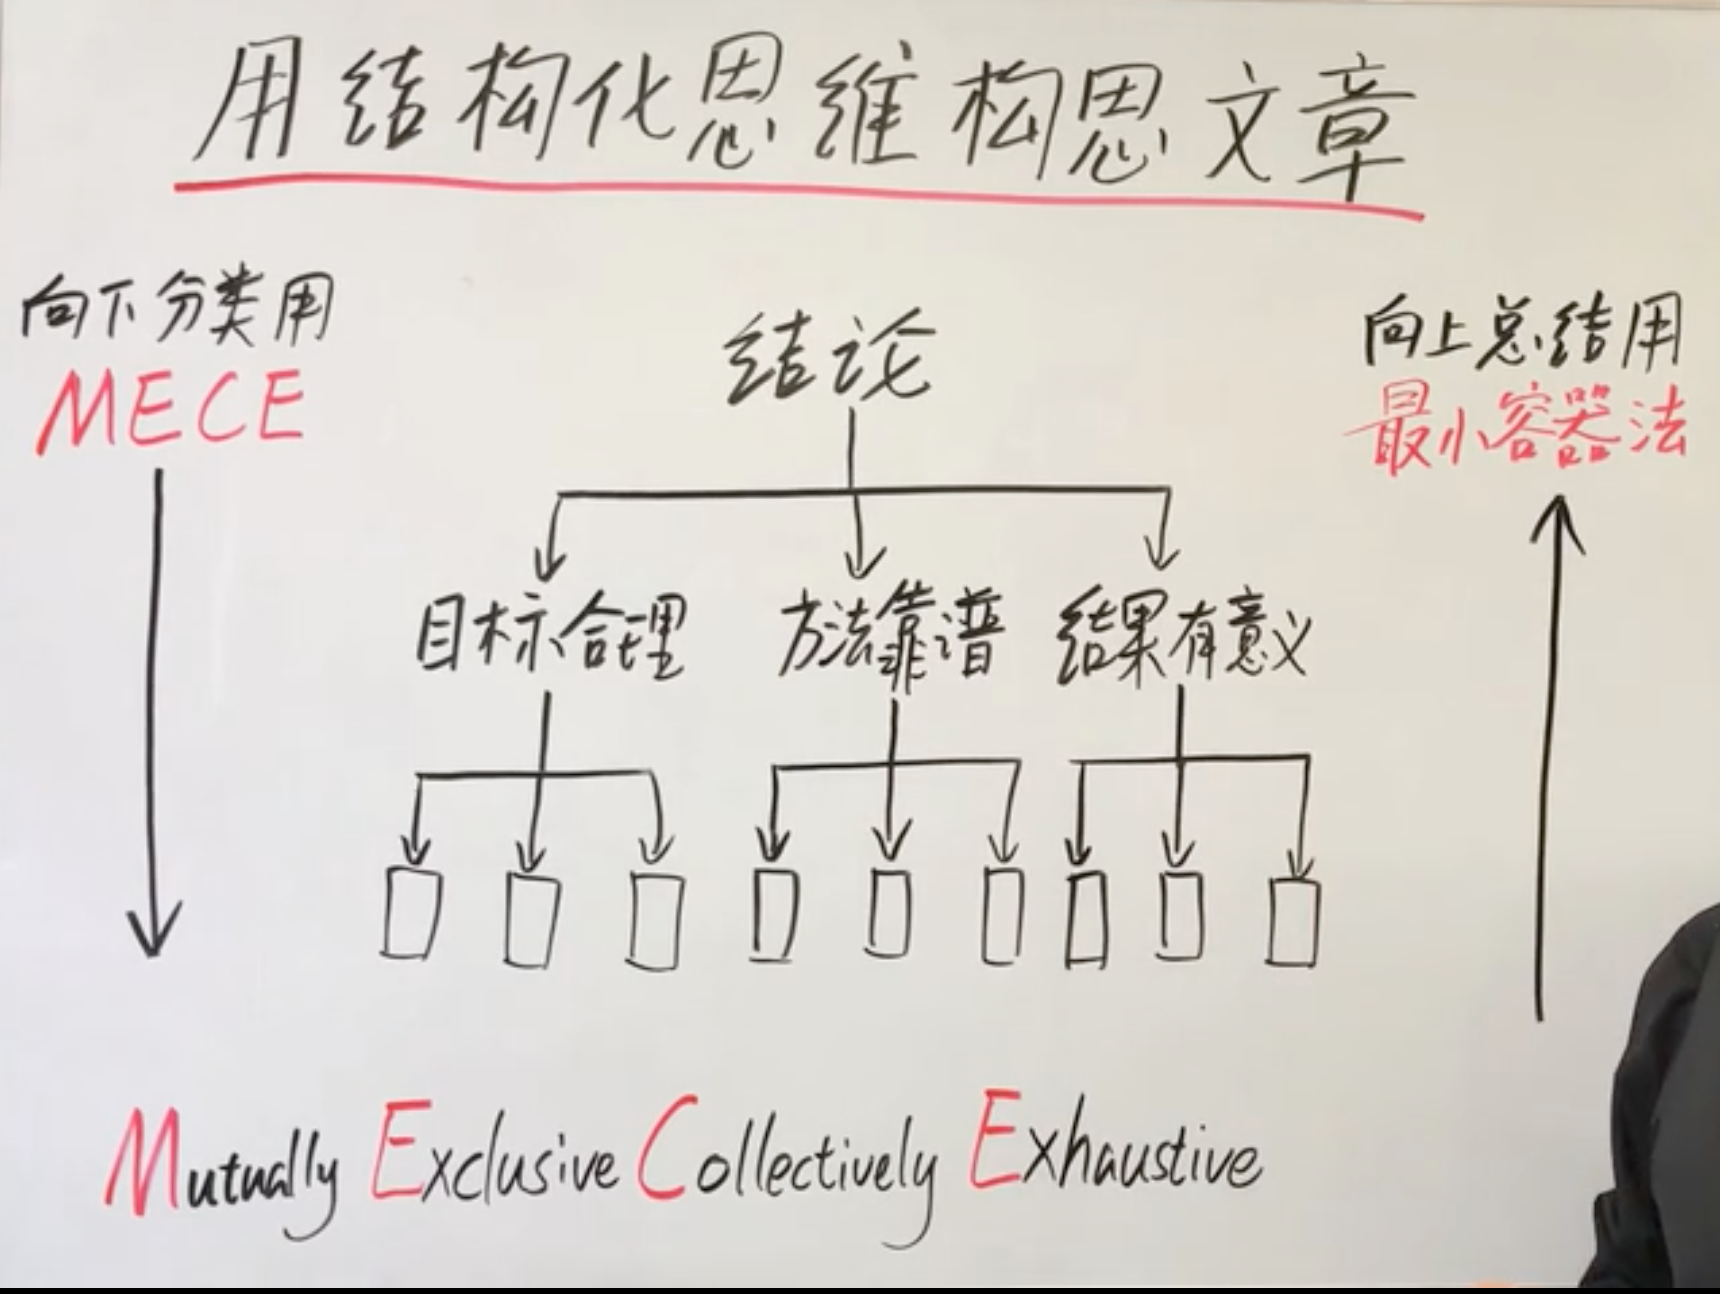 用结构化思维构思文章
向下分类用
MECE
结论
向上总结用
最小容器法
目标合理
方法靠谱
结果有意义
Mutually Exclusive Collectively Exhaustive